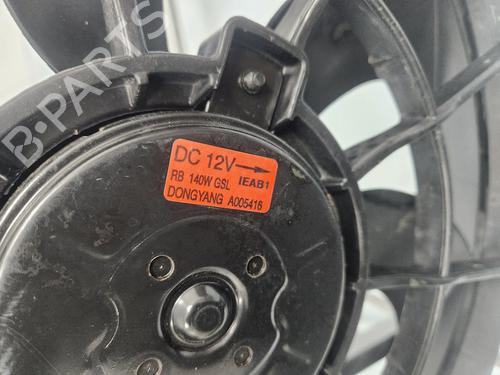 B-PARTS
DC 12V
RB 140W GSL IEAB1
DONGYANG A005416